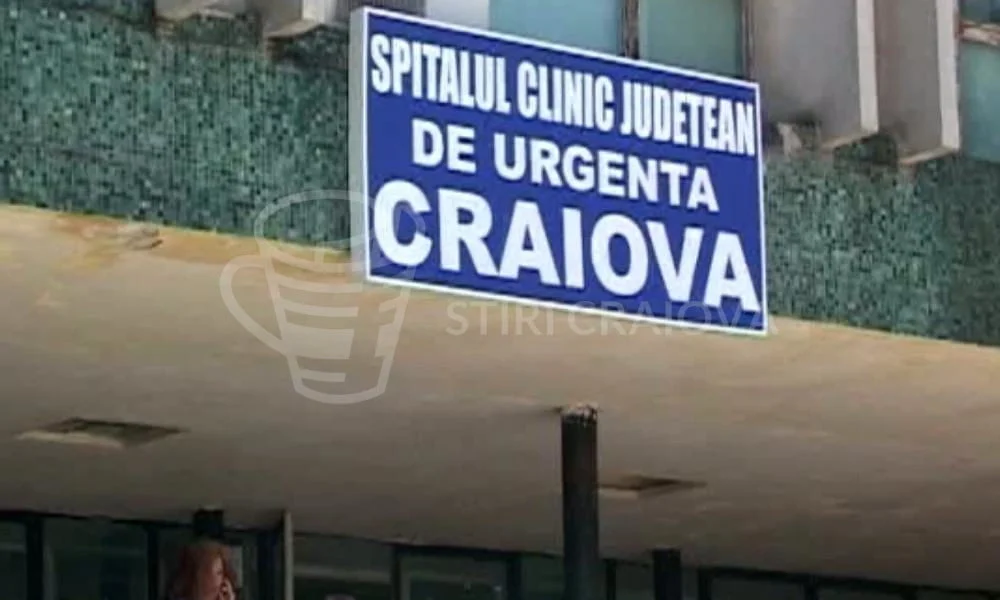 SPITALUL CLINIC JUDETEAN
DE URGENTA
CRAIOVA
STIRI CRAIOVA